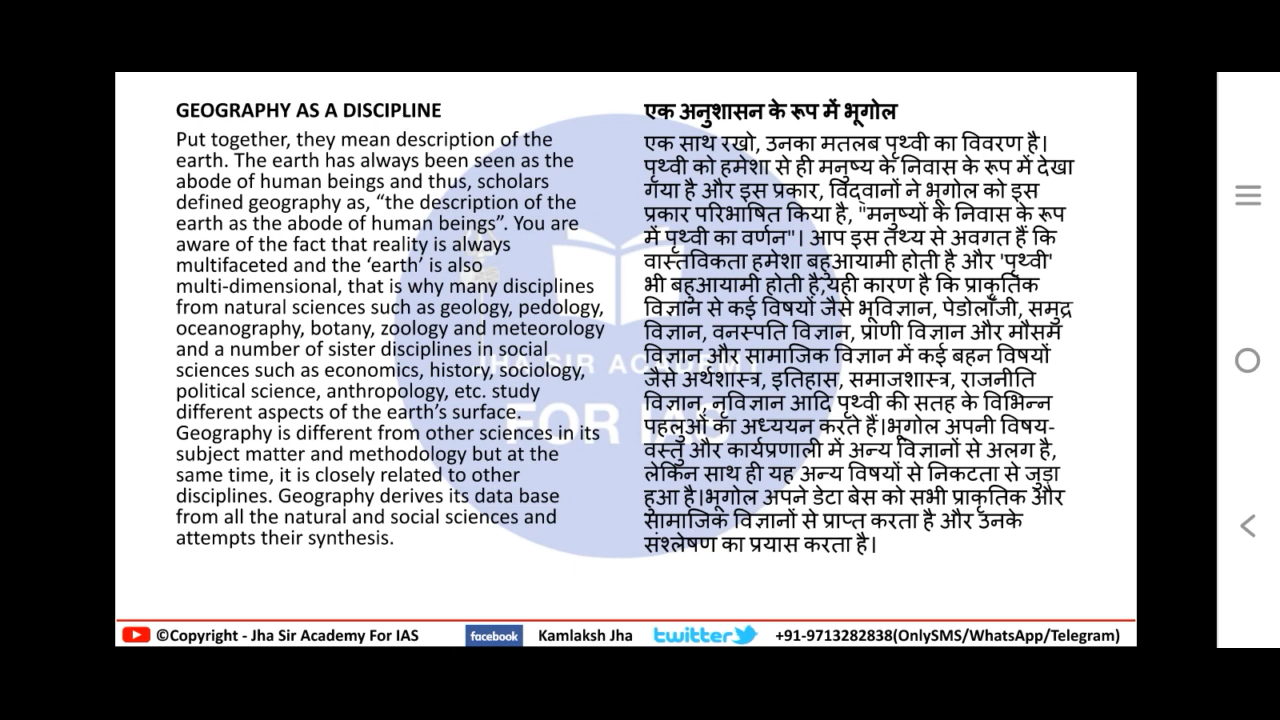 GEOGRAPHY AS A DISCIPLINE
Put together, they mean description of the
earth. The earth has always been seen as the
abode of human beings and thus, scholars
defined geography as, “the description of the
earth as the abode of human beings”. You are
aware of the fact that reality is always
multifaceted and the ‘earth’ is also
multi-dimensional, that is why many disciplines
from natural sciences such as geology, pedology,
oceanography, botany, zoology and meteorology
and a number of sister disciplines in social
sciences such as economics, history, sociology,
political science, anthropology, etc. study
different aspects of the earth’s surface.
Geography is different from other sciences in its
subject matter and methodology but at the
same time, it is closely related to other
disciplines. Geography derives its data base
from all the natural and social sciences and
attempts their synthesis.
एक अनुशासन के रूप में भूगोल
एक साथ रखो, उनका मतलब पृथ्वी का विवरण है।
पृथ्वी को हमेशा से ही मनुष्य के निवास के रूप में देखा
गया है और इस प्रकार, विद्वानों ने भूगोल को इस
प्रकार परिभाषित किया है, "मनुष्यों के निवास के रूप
में पृथ्वी का वर्णन"। आप इस तथ्य से अवगत हैं कि
वास्तविकता हमेशा बहुआयामी होती है और 'पृथ्वी'
भी बहुआयामी होती है,यही कारण है कि प्राकृतिक
विज्ञान से कई विषयों जैसे भूविज्ञान, पेडोलॉजी, समुद्र
विज्ञान, वनस्पति विज्ञान, प्राणी विज्ञान और मौसम
विज्ञान और सामाजिक विज्ञान में कई बहन विषयों
जैसे अर्थशास्त्र, इतिहास, समाजशास्त्र, राजनीति
विज्ञान, नृविज्ञान आदि पृथ्वी की सतह के विभिन्न
पहलुओं का अध्ययन करते हैं।भूगोल अपनी विषय-
वस्तु और कार्यप्रणाली में अन्य विज्ञानों से अलग है,
लेकिन साथ ही यह अन्य विषयों से निकटता से जुड़ा
हुआ है।भूगोल अपने डेटा बेस को सभी प्राकृतिक और
सामाजिक विज्ञानों से प्राप्त करता है और उनके
संश्लेषण का प्रयास करता है।
JHA SIR ACADEMY
FOR IAS
©Copyright - Jha Sir Academy For IAS
facebook
Kamlaksh Jha
twitter
+91-9713282838(OnlySMS/WhatsApp/Telegram)